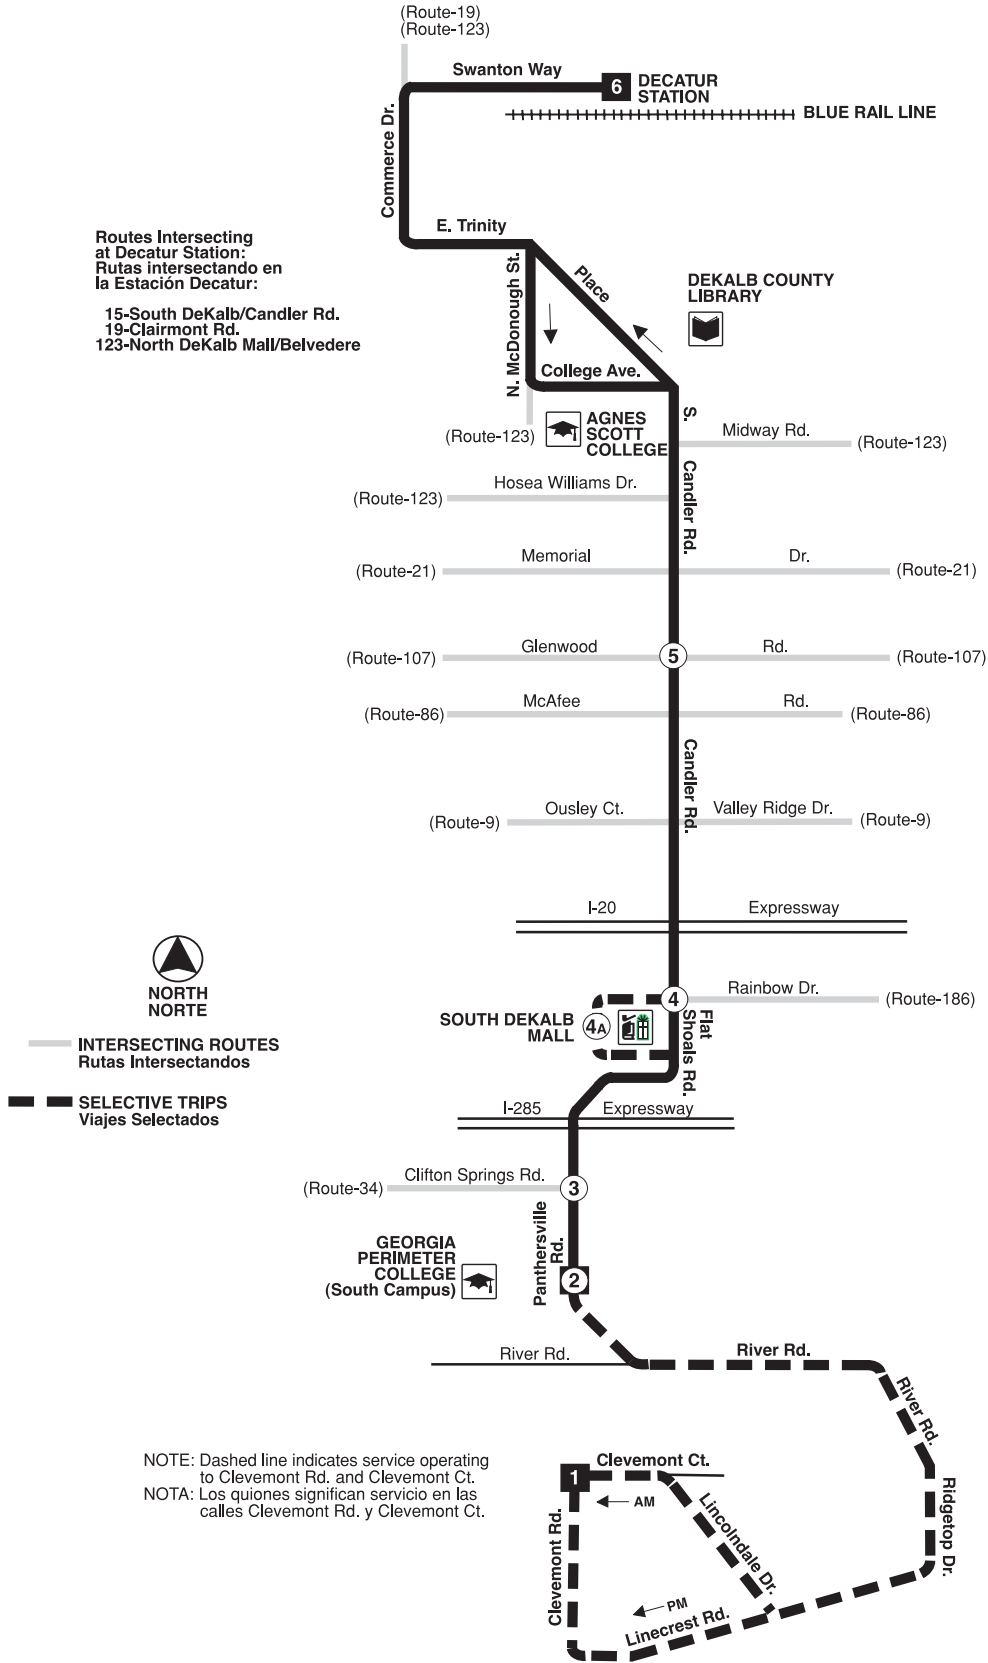 (Route-19)
(Route-123)
Swanton Way
6
DECATUR
STATION
BLUE RAIL LINE
Commerce Dr.
E. Trinity
Place
Routes Intersecting
at Decatur Station:
Rutas intersectando en
la Estación Decatur:
15-South DeKalb/Candler Rd.
19-Clairmont Rd.
123-North DeKalb Mall/Belvedere
N. McDonough St.
DEKALB COUNTY
LIBRARY
College Ave.
(Route-123)
AGNES
SCOTT
COLLEGE
S.
Candler Rd.
Midway Rd.
(Route-123)
Hosea Williams Dr.
(Route-123)
Memorial
Dr.
(Route-21)
(Route-21)
Glenwood
Rd.
(Route-107)
5
(Route-107)
McAfee
Rd.
(Route-86)
(Route-86)
Candler Rd.
Ousley Ct.
Valley Ridge Dr.
(Route-9)
(Route-9)
I-20
Expressway
NORTH
NORTE
Rainbow Dr.
4
(Route-186)
SOUTH DEKALB
MALL
4A
Flat
Shoals Rd.
INTERSECTING ROUTES
Rutas Intersectandos
SELECTIVE TRIPS
Viajes Selectados
I-285
Expressway
Clifton Springs Rd.
(Route-34)
3
Panthersville
Rd.
GEORGIA
PERIMETER
COLLEGE
(South Campus)
2
River Rd.
River Rd.
River Rd.
Ridgetop Dr.
NOTE: Dashed line indicates service operating
to Clevemont Rd. and Clevemont Ct.
NOTA: Los quiones significan servicio en las
calles Clevemont Rd. y Clevemont Ct.
Clevemont Ct.
1
AM
Lincolndale Dr.
Clevemont Rd.
PM
Linecrest Rd.